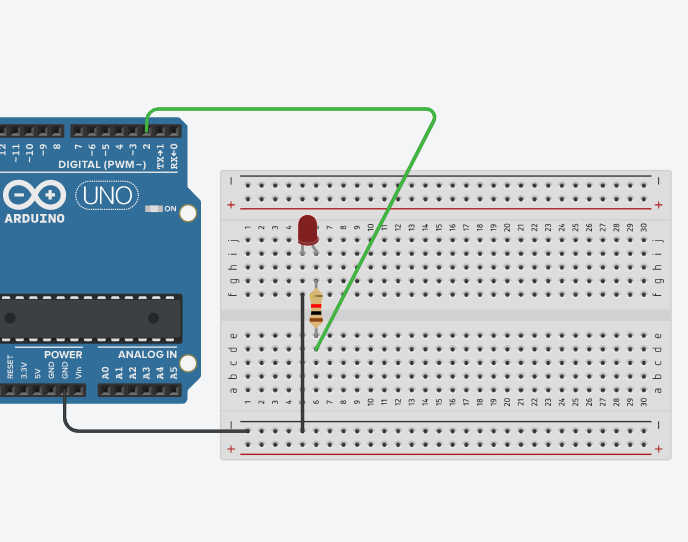 12 ~11 ~10 ~9 8 7 ~6 ~5 4 ~3 2 TX→1 RX←0
DIGITAL (PWM~)
UNO
ON
ARDUINO
RESET 3.3V 5V GND GND Vin
POWER
ANALOG IN
A0 A1 A2 A3 A4 A5
− −
+ +
1 2 3 4 7 8 9 10 11 12 13 14 15 16 17 18 19 20 21 22 23 24 25 26 27 28 29 30
j j
i i
h h
g g
f f
e e
d d
c c
b b
a a
1 2 3 4 6 7 8 9 10 11 12 13 14 15 16 17 18 19 20 21 22 23 24 25 26 27 28 29 30
− −
+ +